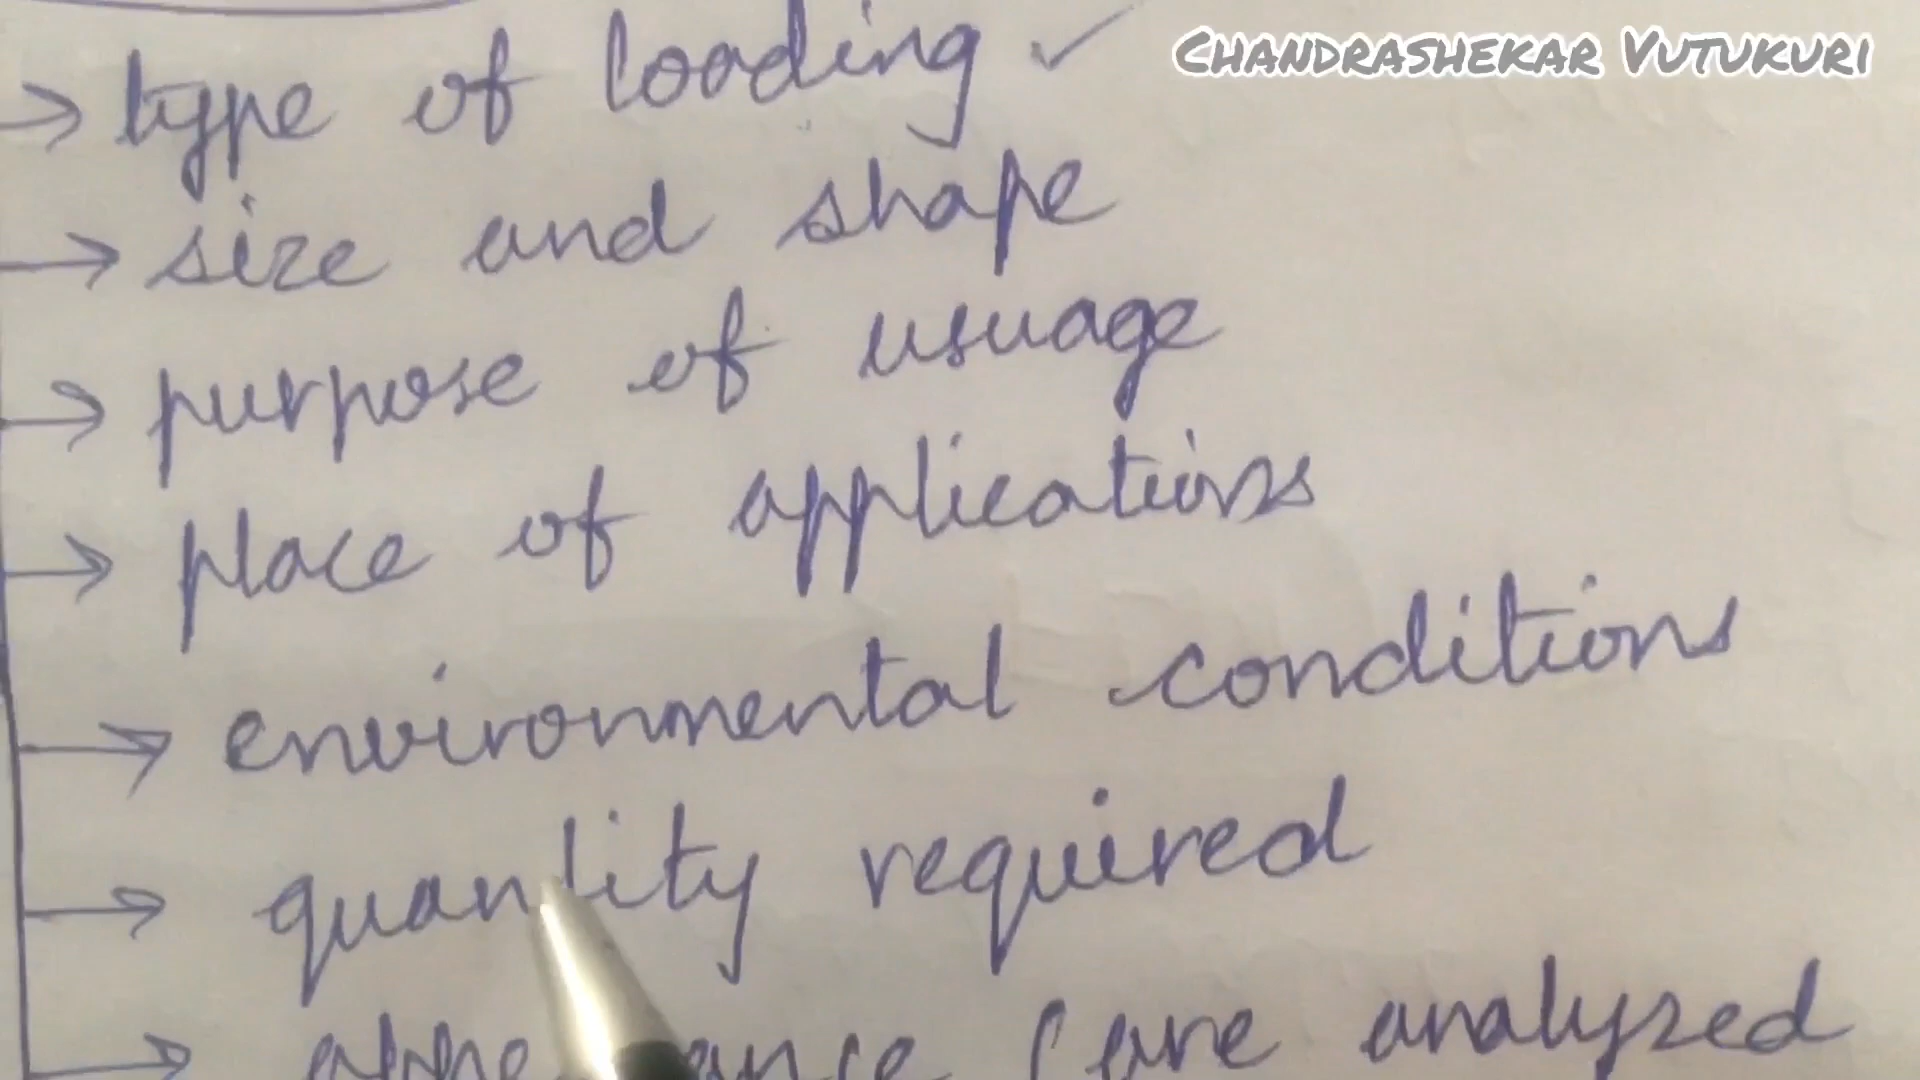 Chandrashekar Vutukuri
→ type of loading ✓
→ size and shape
→ purpose of usuage
→ place of applications
→ environmental conditions
→ quantity required
→ (are analyzed